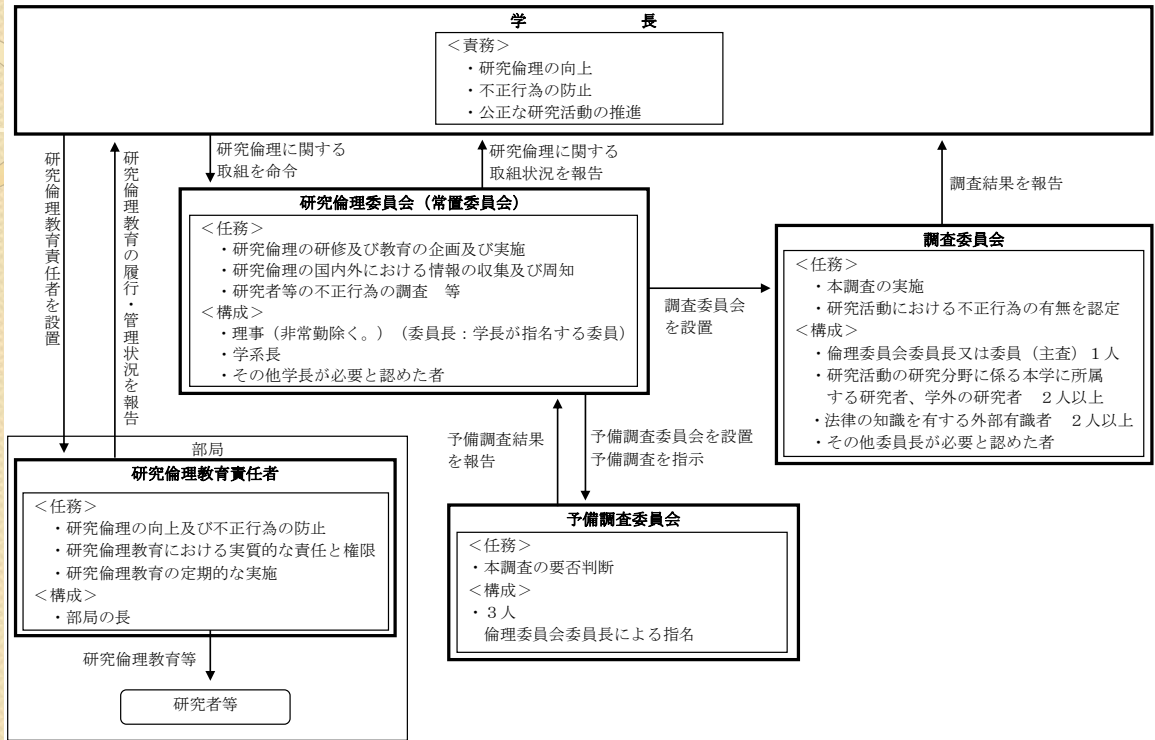 学　　　　長
＜責務＞
・研究倫理の向上
・不正行為の防止
・公正な研究活動の推進
研究倫理教育責任者を設置
研究倫理教育の履行・管理状況を報告
研究倫理に関する
取組を命令
研究倫理に関する
取組状況を報告
調査結果を報告
研究倫理委員会（常置委員会）
＜任務＞
・研究倫理の研修及び教育の企画及び実施
・研究倫理の国内外における情報の収集及び周知
・研究者等の不正行為の調査　等
＜構成＞
・理事（非常勤除く。）（委員長：学長が指名する委員）
・学系長
・その他学長が必要と認めた者
調査委員会
を設置
調査委員会
＜任務＞
・本調査の実施
・研究活動における不正行為の有無を認定
＜構成＞
・倫理委員会委員長又は委員（主査）１人
・研究活動の研究分野に係る本学に所属
する研究者、学外の研究者　２人以上
・法律の知識を有する外部有識者　２人以上
・その他委員長が必要と認めた者
予備調査結果
を報告
予備調査委員会を設置
予備調査を指示
部局
研究倫理教育責任者
＜任務＞
・研究倫理の向上及び不正行為の防止
・研究倫理教育における実質的な責任と権限
・研究倫理教育の定期的な実施
＜構成＞
・部局の長
予備調査委員会
＜任務＞
・本調査の要否判断
＜構成＞
・３人
倫理委員会委員長による指名
研究倫理教育等
研究者等